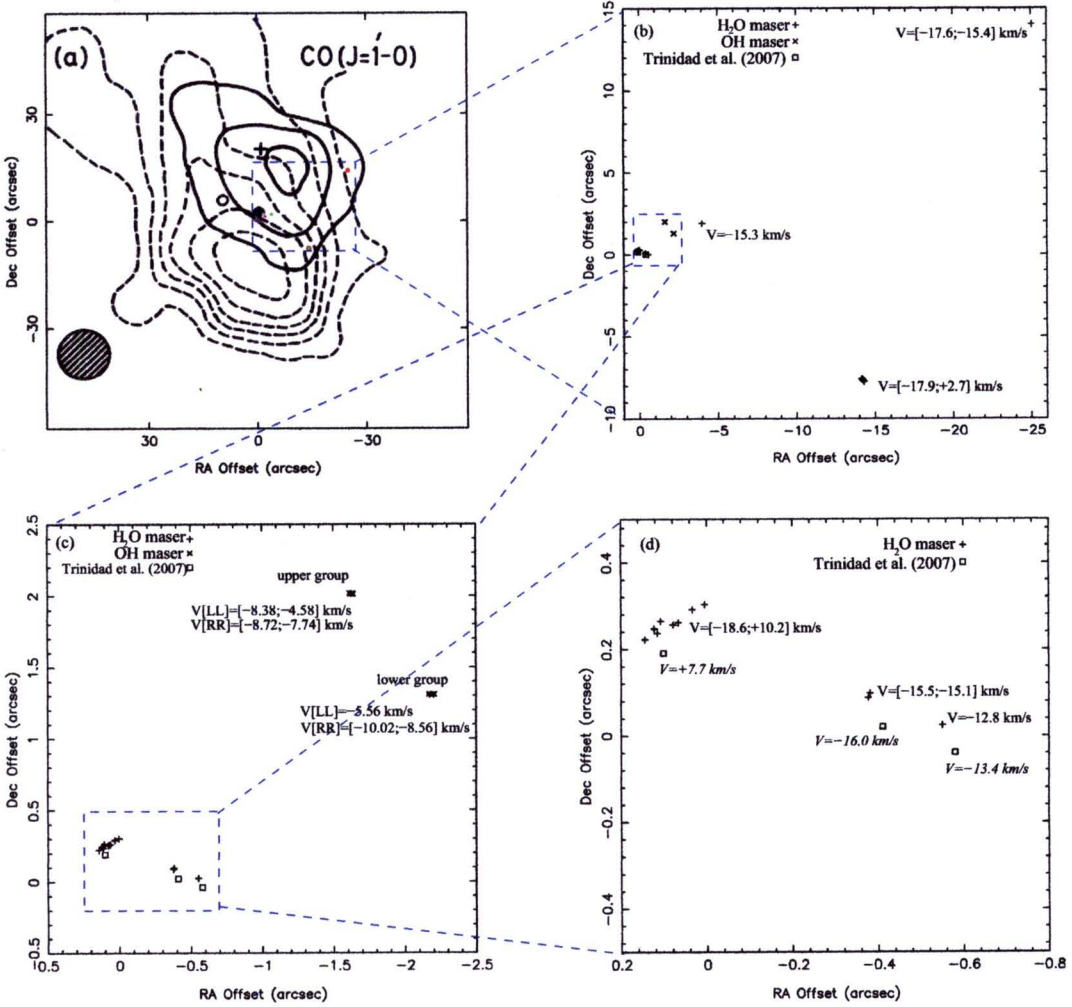 (a)
CO(J=1-0)
Dec Offset (arcsec)
30
0
−30
30
0
−30
RA Offset (arcsec)
(b)
H₂O maser+
OH maser×
Trinidad et al. (2007)
V=[−17.6;−15.4] km/s
V=−15.3 km/s
V=[−17.9;+2.7] km/s
Dec Offset (arcsec)
15
10
5
0
−5
−10
0
−5
−10
−15
−20
−25
RA Offset (arcsec)
(c)
H₂O maser+
OH maser×
Trinidad et al. (2007)
upper group
V[LL]=[−8.38;−4.58] km/s
V[RR]=[−8.72;−7.74] km/s
lower group
V[LL]=−5.56 km/s
V[RR]=[−10.02;−8.56] km/s
Dec Offset (arcsec)
2.5
2
1.5
1
0.5
0
0.5
0.5
0
−0.5
−1
−1.5
−2
−2.5
RA Offset (arcsec)
(d)
H₂O maser +
Trinidad et al. (2007)
V=[−18.6;+10.2] km/s
V=+7.7 km/s
V=[−15.5;−15.1] km/s
V=−12.8 km/s
V=−16.0 km/s
V=−13.4 km/s
Dec Offset (arcsec)
0.4
0.2
0
−0.2
−0.4
0.2
0
−0.2
−0.4
−0.6
−0.8
RA Offset (arcsec)